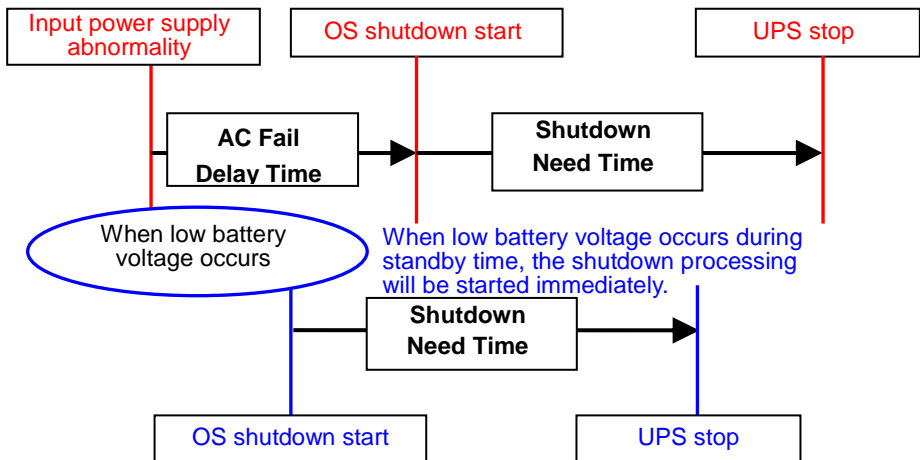 Input power supply
abnormality
OS shutdown start
UPS stop
AC Fail
Delay Time
Shutdown
Need Time
When low battery
voltage occurs
When low battery voltage occurs during
standby time, the shutdown processing
will be started immediately.
Shutdown
Need Time
OS shutdown start
UPS stop